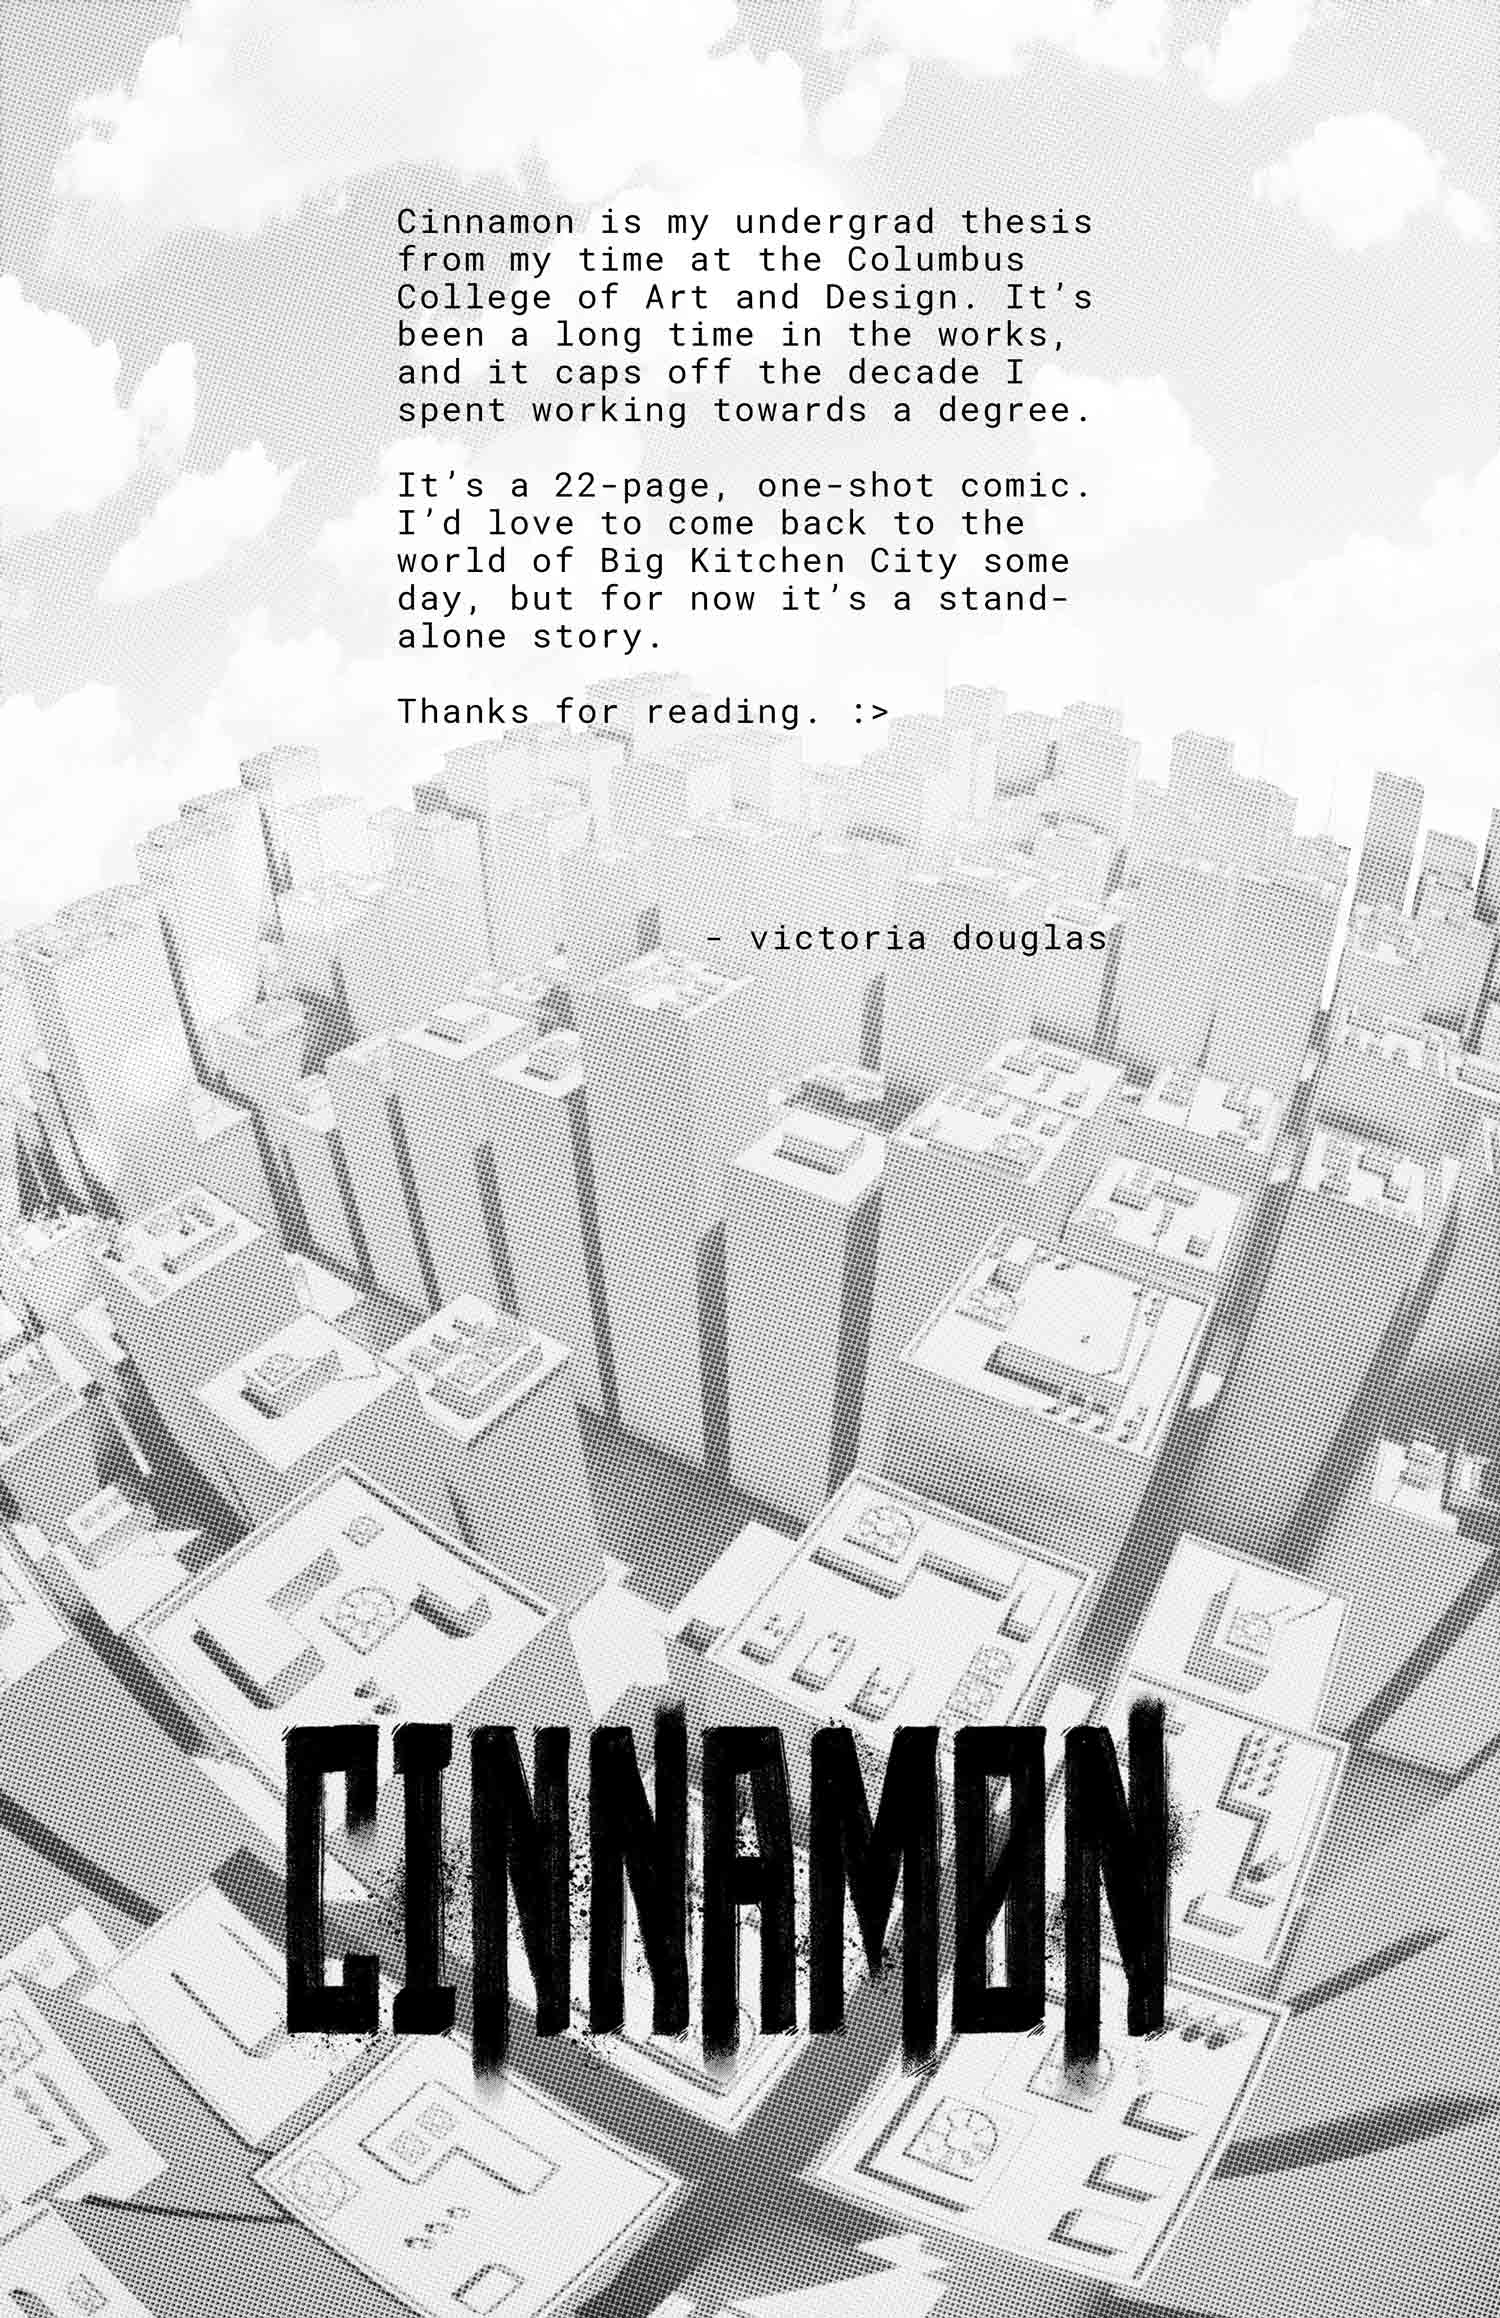 Cinnamon is my undergrad thesis
from my time at the Columbus
College of Art and Design. It’s
been a long time in the works,
and it caps off the decade I
spent working towards a degree.
It’s a 22-page, one-shot comic.
I’d love to come back to the
world of Big Kitchen City some
day, but for now it’s a stand-
alone story.
Thanks for reading. :>
- victoria douglas
CINNAMON